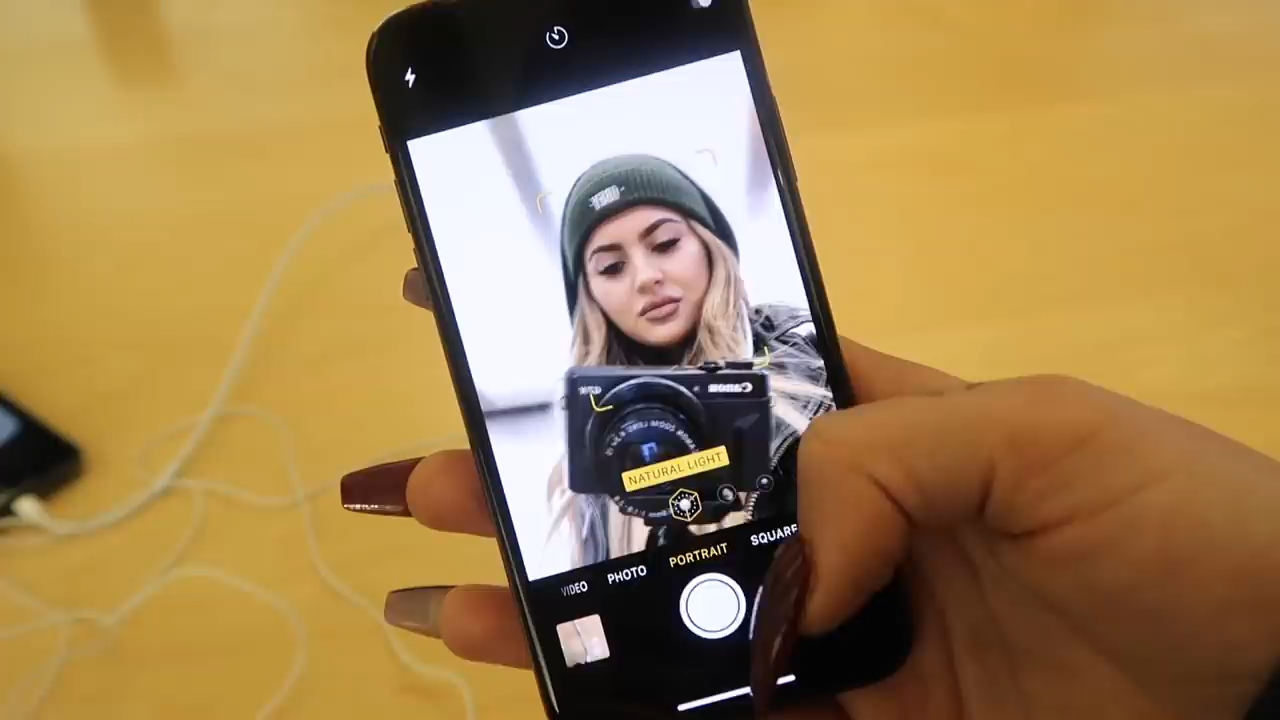 Canon
NATURAL LIGHT
VIDEO
PHOTO
PORTRAIT
SQUARE